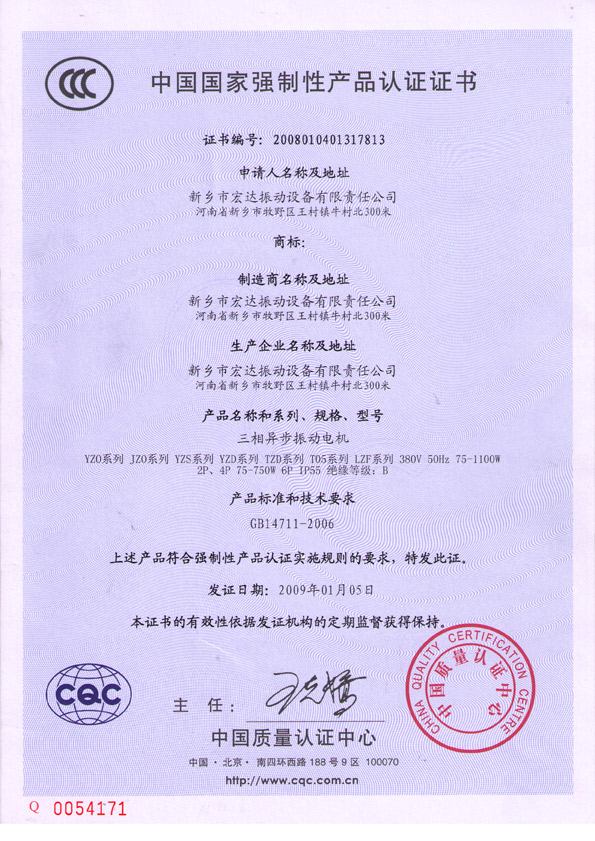 CCC
中国国家强制性产品认证证书
证书编号：2008010401317813
申请人名称及地址
新乡市宏达振动设备有限责任公司
河南省新乡市牧野区王村镇牛村北300米
商标：
制造商名称及地址
新乡市宏达振动设备有限责任公司
河南省新乡市牧野区王村镇牛村北300米
生产企业名称及地址
新乡市宏达振动设备有限责任公司
河南省新乡市牧野区王村镇牛村北300米
产品名称和系列、规格、型号
三相异步振动电机
YZO系列 JZO系列 YZS系列 YZD系列 TZD系列 TO5系列 LZF系列 380V 50Hz 75-1100W
2P、4P 75-750W 6P IP55 绝缘等级：B
产品标准和技术要求
GB14711-2006
上述产品符合强制性产品认证实施规则的要求，特发此证。
发证日期：2009年01月05日
本证书的有效性依据发证机构的定期监督获得保持。
CHINA QUALITY CERTIFICATION CENTRE
中国质量认证中心
CQC
主 任：
中国质量认证中心
中国·北京·南四环西路188号9区 100070
http://www.cqc.com.cn
Q 0054171